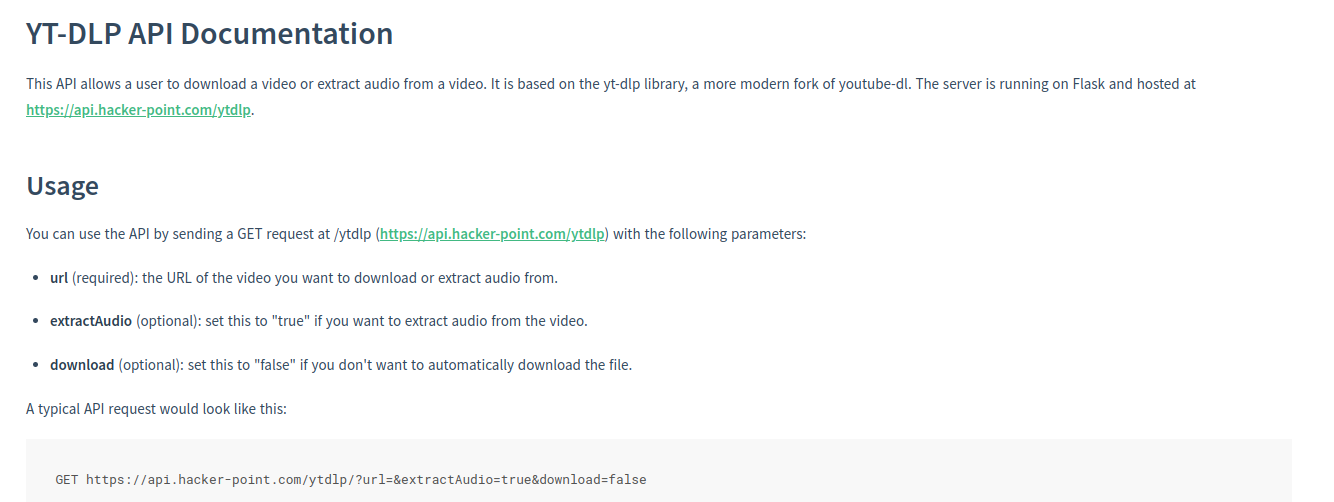 YT-DLP API Documentation
This API allows a user to download a video or extract audio from a video. It is based on the yt-dlp library, a more modern fork of youtube-dl. The server is running on Flask and hosted at
https://api.hacker-point.com/ytdlp.
Usage
You can use the API by sending a GET request at /ytdlp (https://api.hacker-point.com/ytdlp) with the following parameters:
• url (required): the URL of the video you want to download or extract audio from.
• extractAudio (optional): set this to "true" if you want to extract audio from the video.
• download (optional): set this to "false" if you don't want to automatically download the file.
A typical API request would look like this:
GET https://api.hacker-point.com/ytdlp/?url=&extractAudio=true&download=false